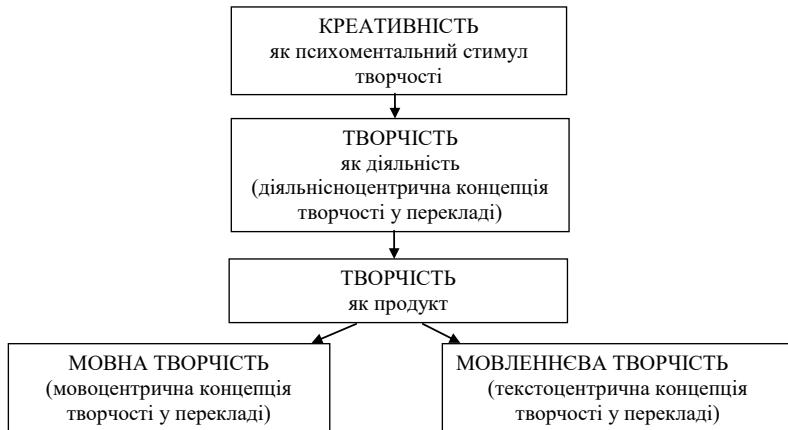 КРЕАТИВНІСТЬ
як психоментальний стимул
творчості
ТВОРЧІСТЬ
як діяльність
(діяльнісноцентрична концепція
творчості у перекладі)
ТВОРЧІСТЬ
як продукт
МОВНА ТВОРЧІСТЬ
(мовоцентрична концепція
творчості у перекладі)
МОВЛЕННЄВА ТВОРЧІСТЬ
(текстоцентрична концепція
творчості у перекладі)